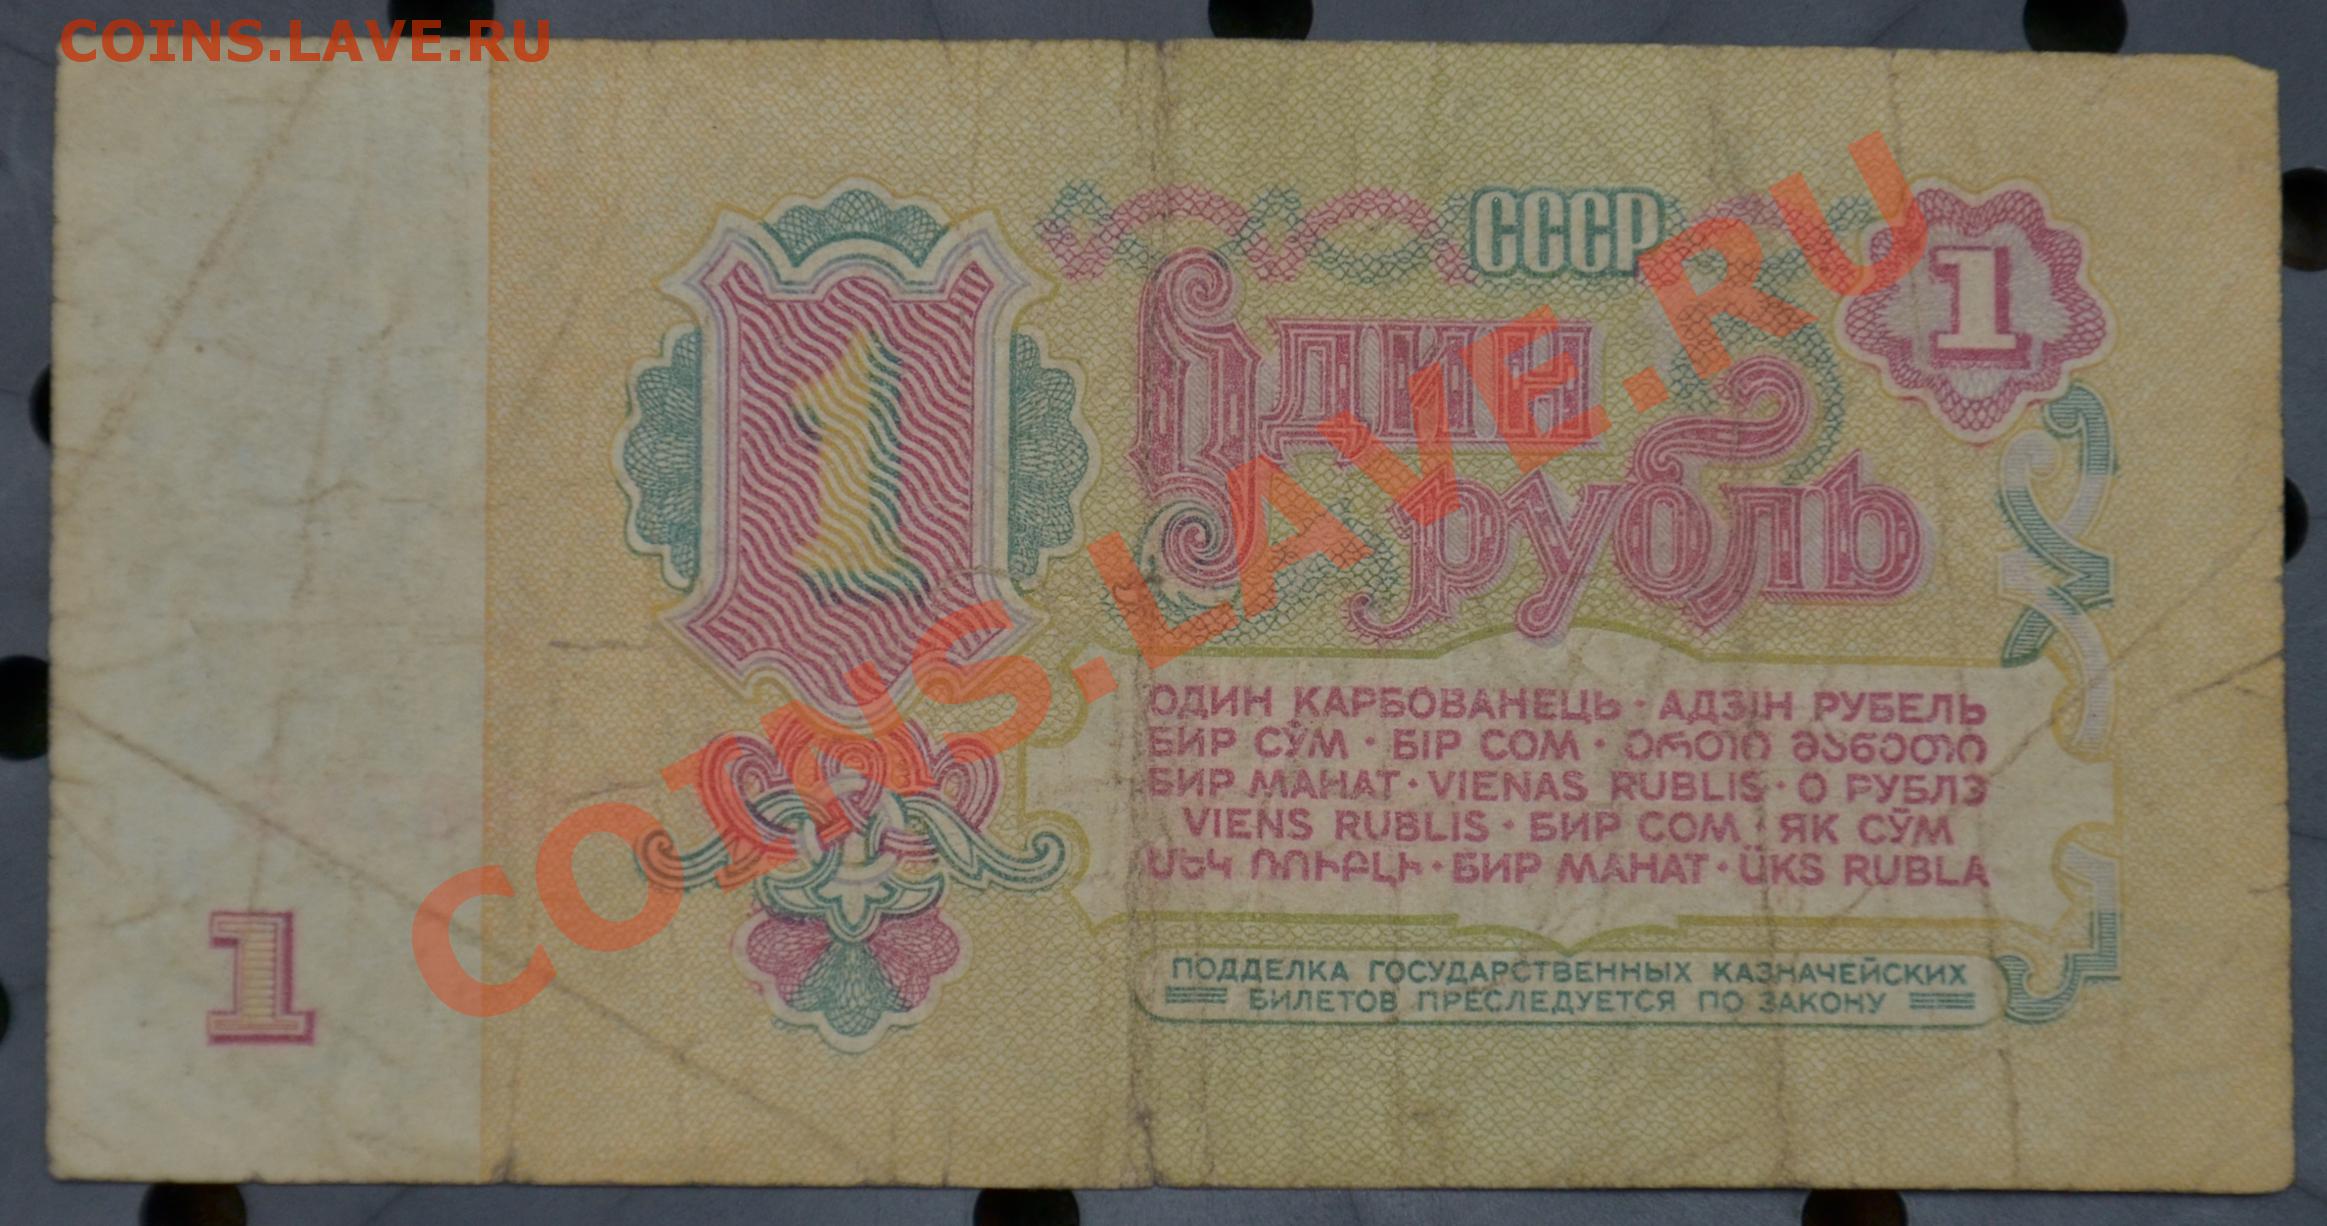 COINS.LAVE.RU
СССР
1
1
Один
рубль
COINS.LAVE.RU
ОДИН КАРБОВАНЕЦЬ · АДЗІН РУБЕЛЬ
БИР СЎМ · БІР СОМ · ᲔᲠᲗᲘ ᲛᲐᲜᲔᲗᲘ
БИР МАНАТ · VIENAS RUBLIS · О РУБЛЭ
VIENS RUBLIS · БИР СОМ · ЯК СӮМ
ՄԵԿ ՌՈՒԲԼԻ · БИР МАНАТ · ÜKS RUBLA
1
ПОДДЕЛКА ГОСУДАРСТВЕННЫХ КАЗНАЧЕЙСКИХ
БИЛЕТОВ ПРЕСЛЕДУЕТСЯ ПО ЗАКОНУ